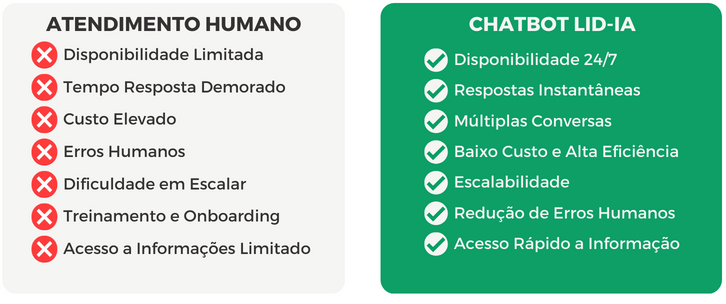 ATENDIMENTO HUMANO
Disponibilidade Limitada
Tempo Resposta Demorado
Custo Elevado
Erros Humanos
Dificuldade em Escalar
Treinamento e Onboarding
Acesso a Informações Limitado
CHATBOT LID-IA
Disponibilidade 24/7
Respostas Instantâneas
Múltiplas Conversas
Baixo Custo e Alta Eficiência
Escalabilidade
Redução de Erros Humanos
Acesso Rápido a Informação